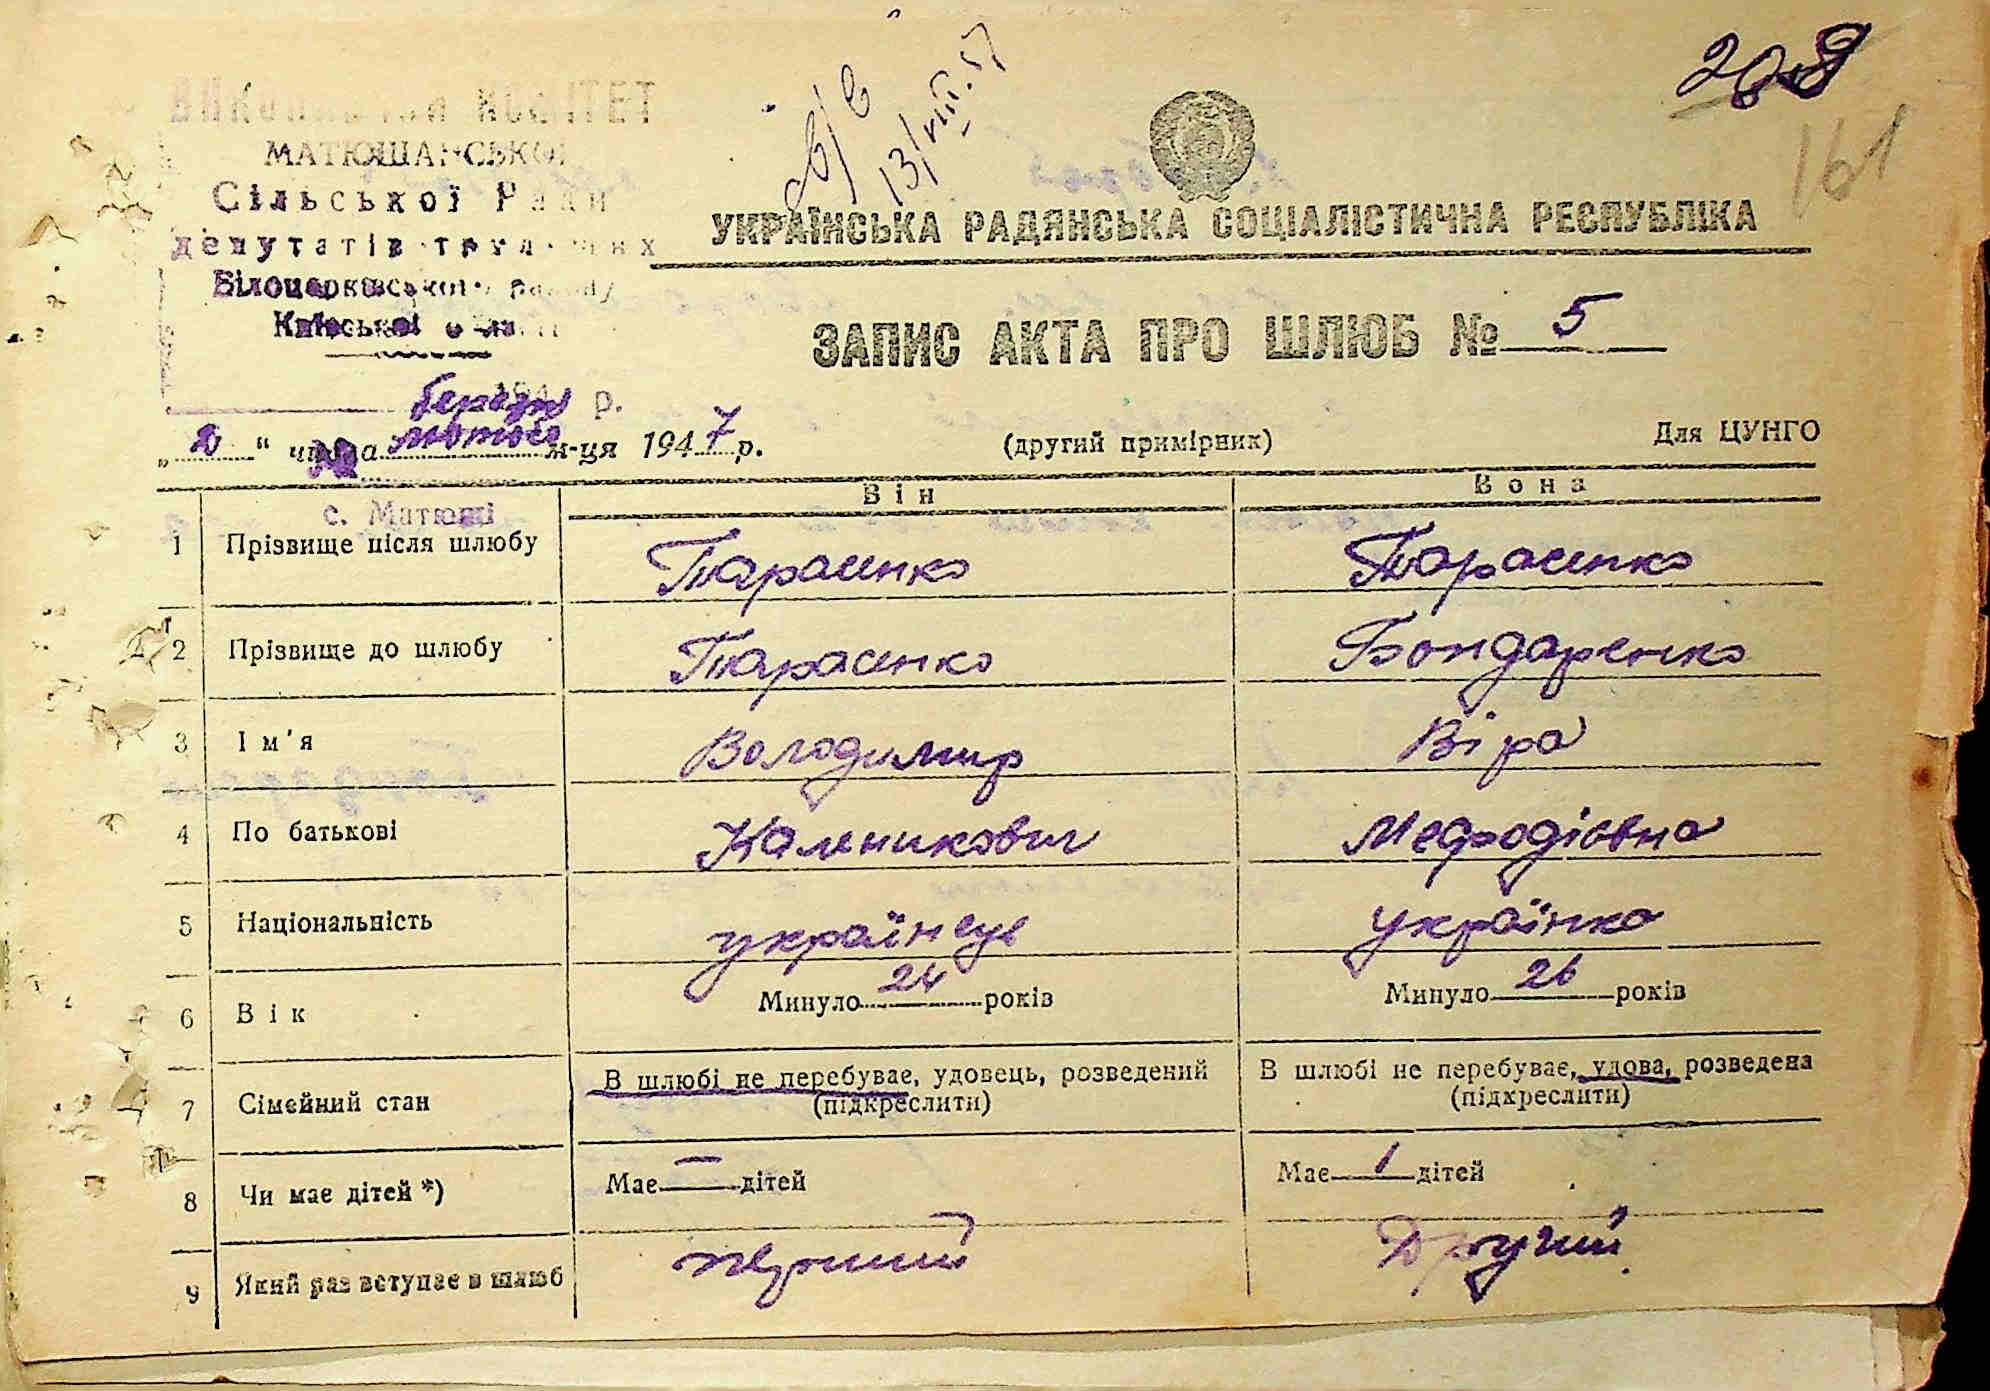 ВИКОНАВЧИЙ КОМІТЕТ
МАТЮШАНСЬКОЇ
Сільської Ради
депутатів трудящих
Білоцерківського району
Київської області
13/VIII.57
161
УКРАЇНСЬКА РАДЯНСЬКА СОЦІАЛІСТИЧНА РЕСПУБЛІКА
ЗАПИС АКТА ПРО ШЛЮБ № 5
р.
" числа лютого м-ця 1947 р.
(другий примірник)
Для ЦУНГО
с. Матюші
Він Вона
1 Прізвище після шлюбу Тарасенко Тарасенко
2 Прізвище до шлюбу Тарасенко Бондаренко
3 Ім'я Володимир Віра
4 По батькові Каленикович Мефодіовна
5 Національність українець українка
6 Вік Минуло 24 років Минуло 26 років
7 Сімейний стан В шлюбі не перебуває, удовець, розведений В шлюбі не перебуває, удова, розведена
(підкреслити) (підкреслити)
8 Чи має дітей *) Має — дітей Має 1 дітей
9 Який раз вступає в шлюб перший Другий